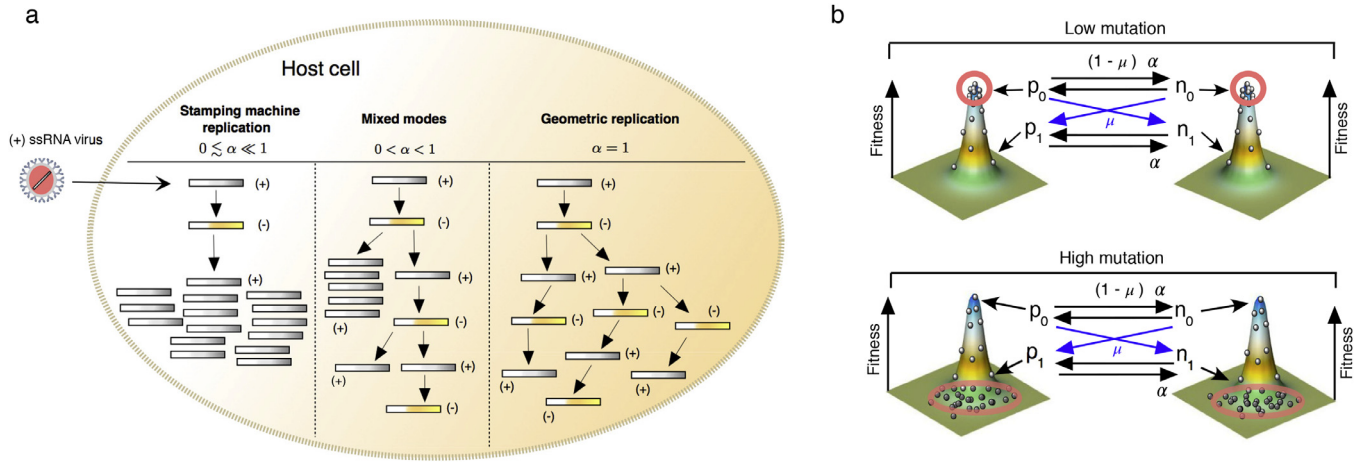 a
Host cell
(+) ssRNA virus
Stamping machine
replication
0 ≲ α ≪ 1
Mixed modes
0 < α < 1
Geometric replication
α = 1
(+)
(-)
(+)
(+)
(-)
(+)
(+)
(-)
(+)
(+)
(-)
(+)
(-)
(+)
(+)
(-)
(-)
(-)
(+)
(+)
(+)
(-)
b
Low mutation
Fitness
(1 - μ) α
p0
n0
μ
p1
n1
α
Fitness
High mutation
Fitness
(1 - μ) α
p0
n0
μ
p1
n1
α
Fitness